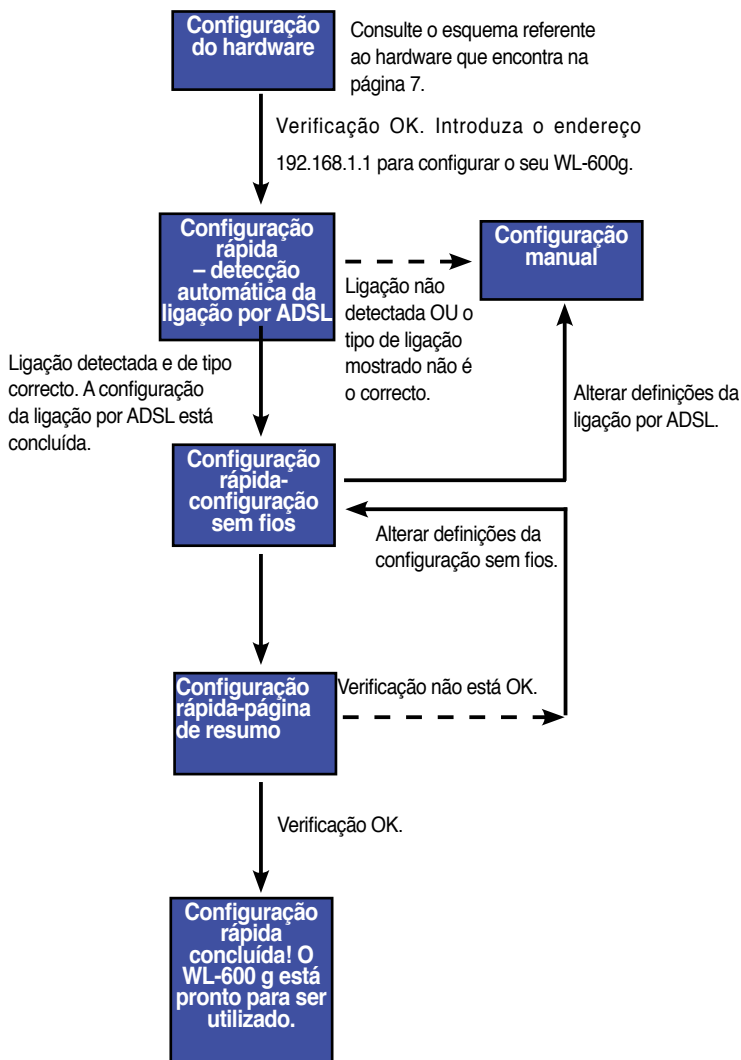 Configuração
do hardware
Consulte o esquema referente
ao hardware que encontra na
página 7.
Verificação OK. Introduza o endereço
192.168.1.1 para configurar o seu WL-600g.
Configuração
rápida
– detecção
automática da
ligação por ADSL
Configuração
manual
Ligação não
detectada OU o
tipo de ligação
mostrado não é
o correcto.
Ligação detectada e de tipo
correcto. A configuração
da ligação por ADSL está
concluída.
Alterar definições da
ligação por ADSL.
Configuração
rápida-
configuração
sem fios
Alterar definições da
configuração sem fios.
Configuração
rápida-página
de resumo
Verificação não está OK.
Verificação OK.
Configuração
rápida
concluída! O
WL-600 g está
pronto para ser
utilizado.